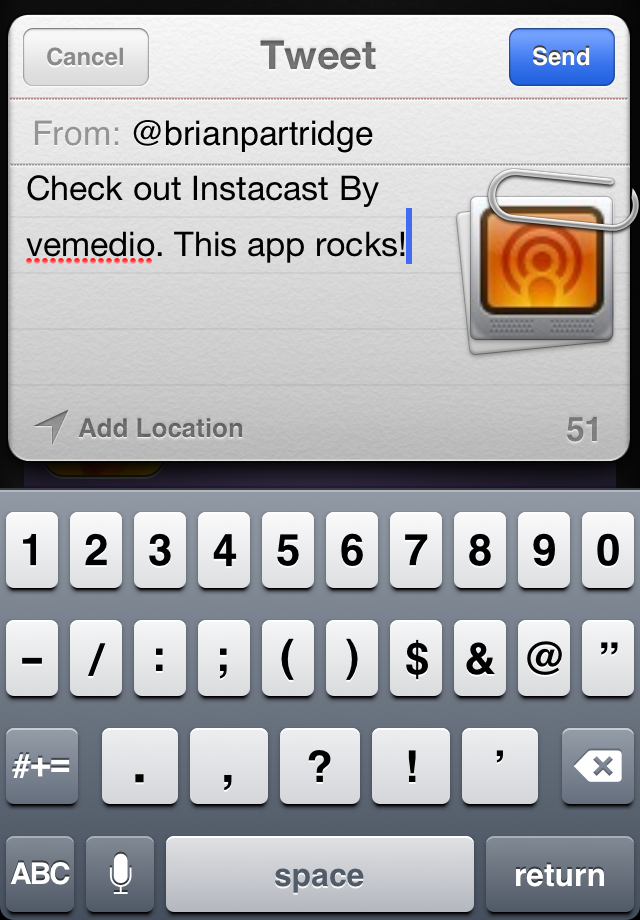 Cancel Tweet Send
From: @brianpartridge
Check out Instacast By
vemedio. This app rocks!
Add Location 51
1 2 3 4 5 6 7 8 9 0
- / : ; ( ) $ & @ ”
#+= . , ? ! ’
ABC space return